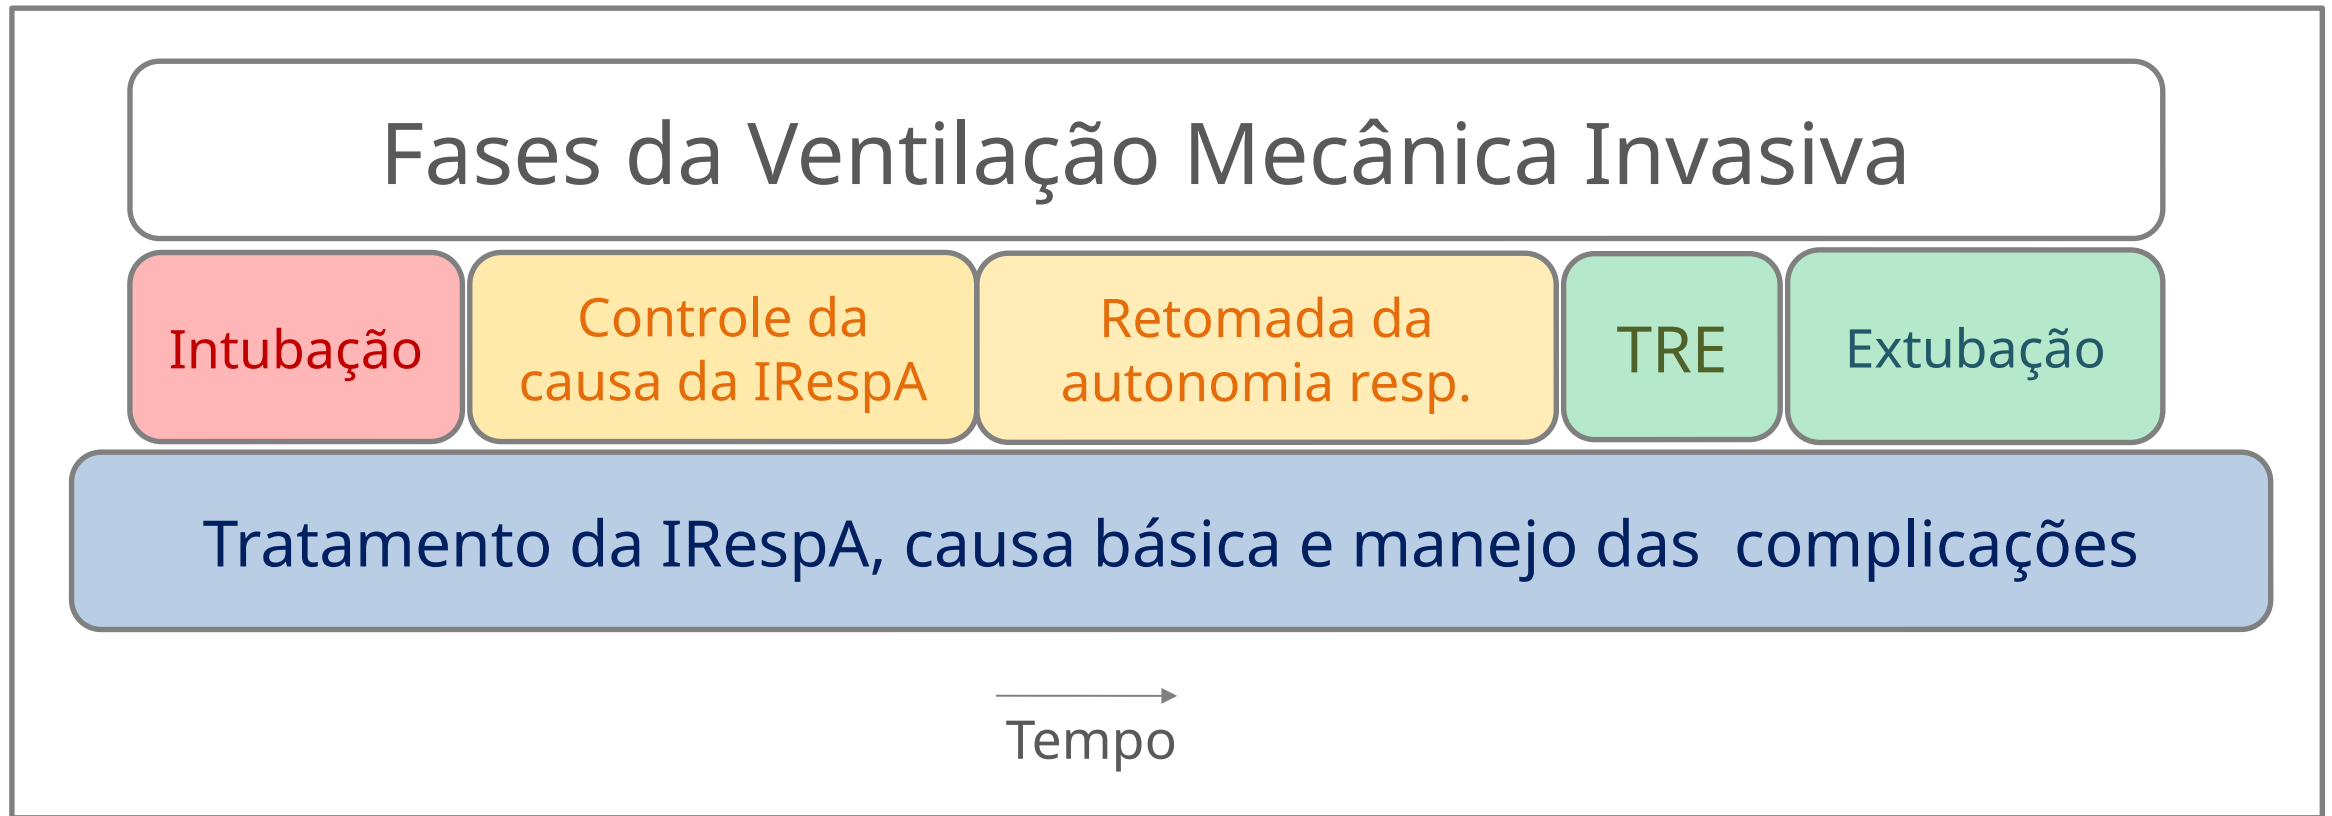 Fases da Ventilação Mecânica Invasiva
Intubação
Controle da
causa da IRespA
Retomada da
autonomia resp.
TRE
Extubação
Tratamento da IRespA, causa básica e manejo das  complicações
Tempo